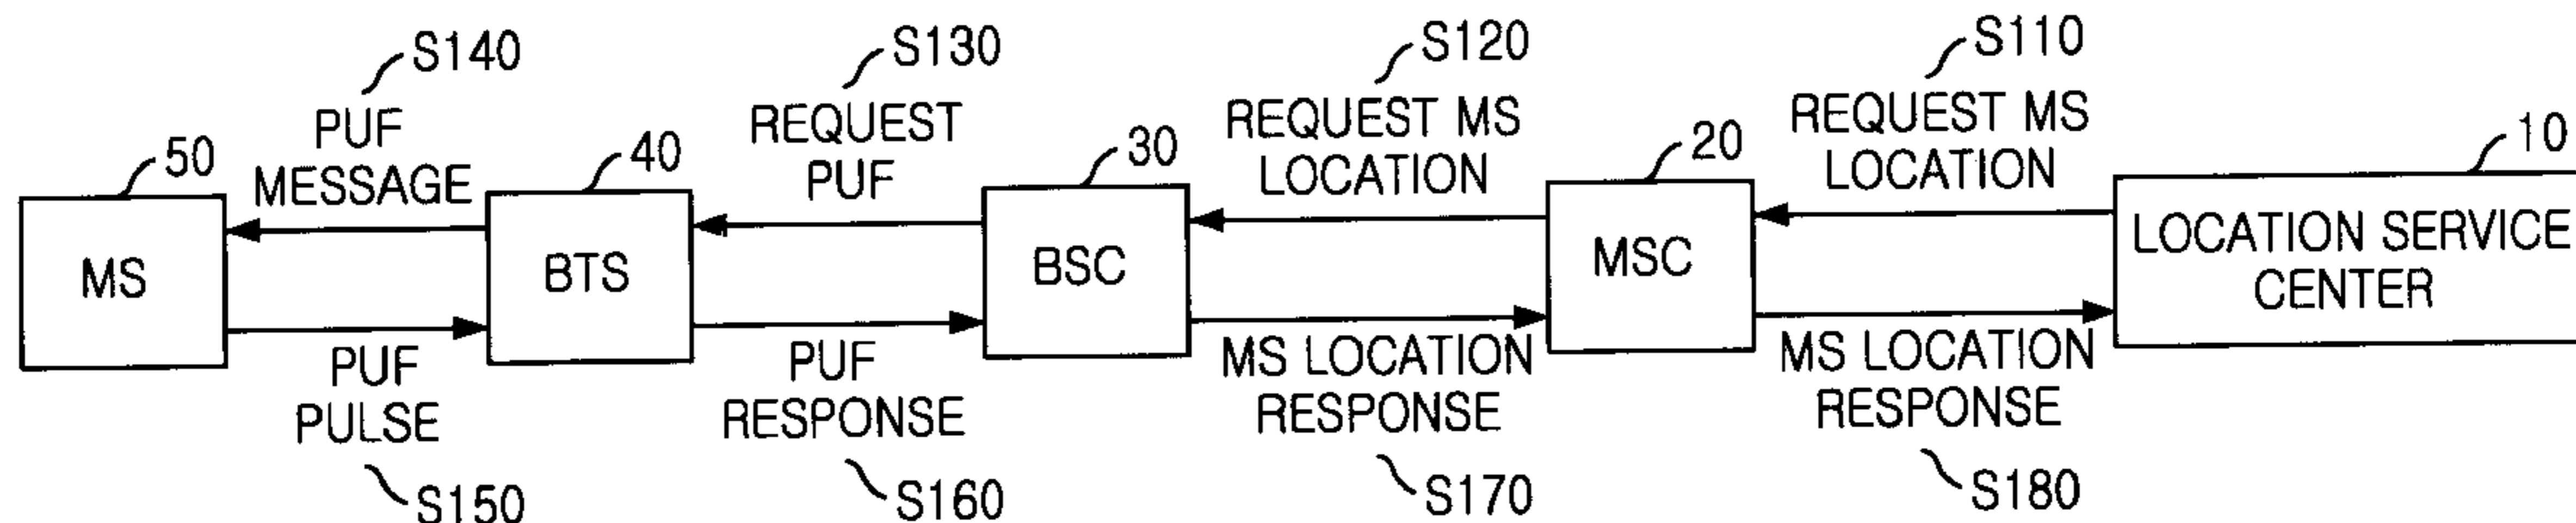 S140
S130
S120
S110
PUF
MESSAGE
REQUEST
PUF
REQUEST MS
LOCATION
REQUEST MS
LOCATION
50
40
30
20
10
MS
BTS
BSC
MSC
LOCATION SERVICE
CENTER
PUF
PULSE
PUF
RESPONSE
MS LOCATION
RESPONSE
MS LOCATION
RESPONSE
S150
S160
S170
S180